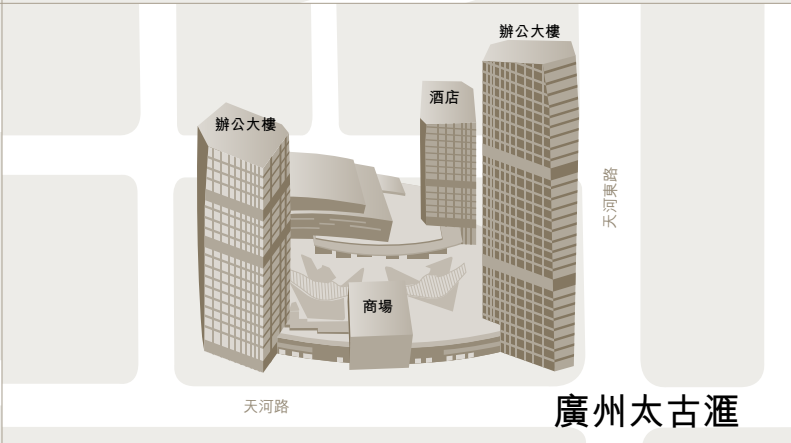 辦公大樓
酒店
辦公大樓
天河東路
商場
天河路
廣州太古滙